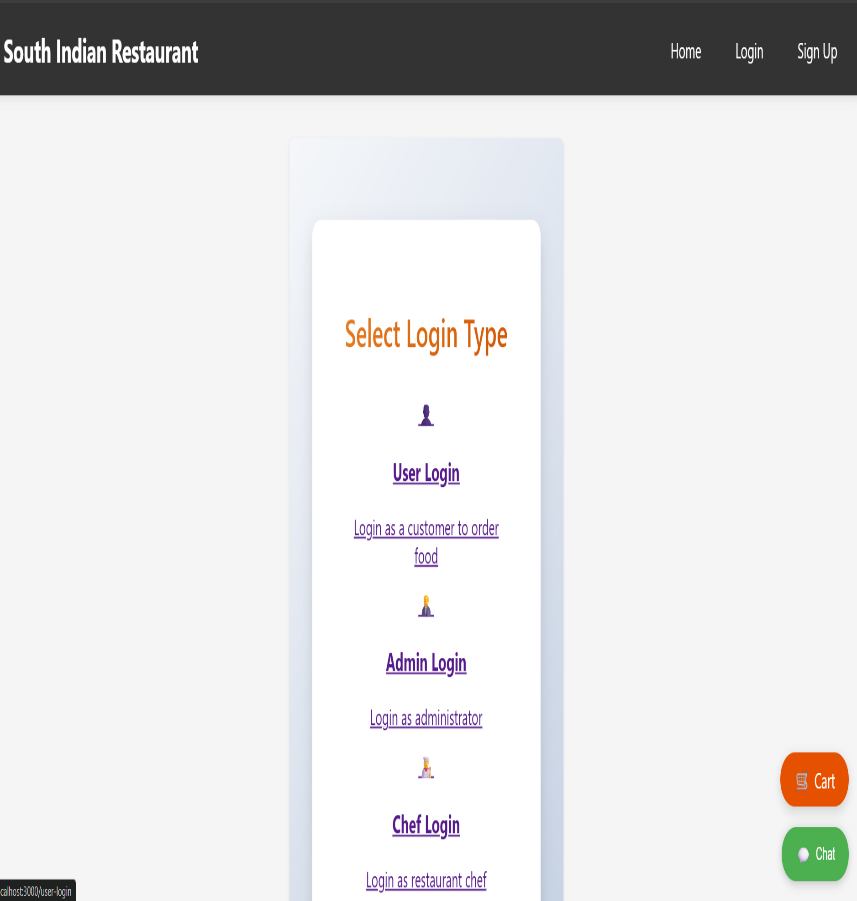 South Indian Restaurant
Home Login Sign Up
Select Login Type
User Login
Login as a customer to order
food
Admin Login
Login as administrator
Chef Login
Login as restaurant chef
Cart
Chat
calhost:3000/user-login